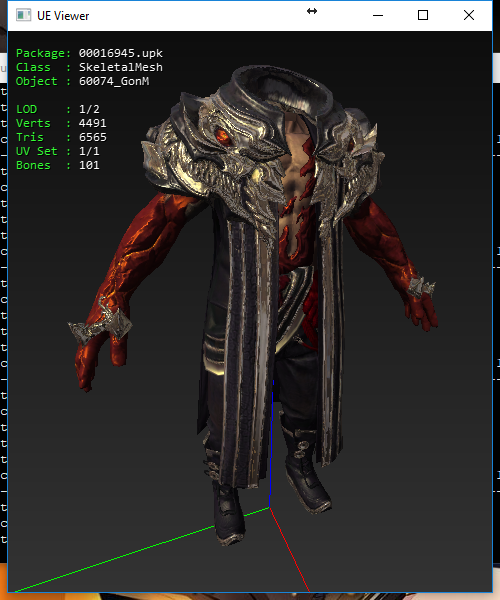 UE Viewer
Package: 00016945.upk
Class  : SkeletalMesh
Object : 60074_GonM
LOD    : 1/2
Verts  : 4491
Tris   : 6565
UV Set : 1/1
Bones  : 101